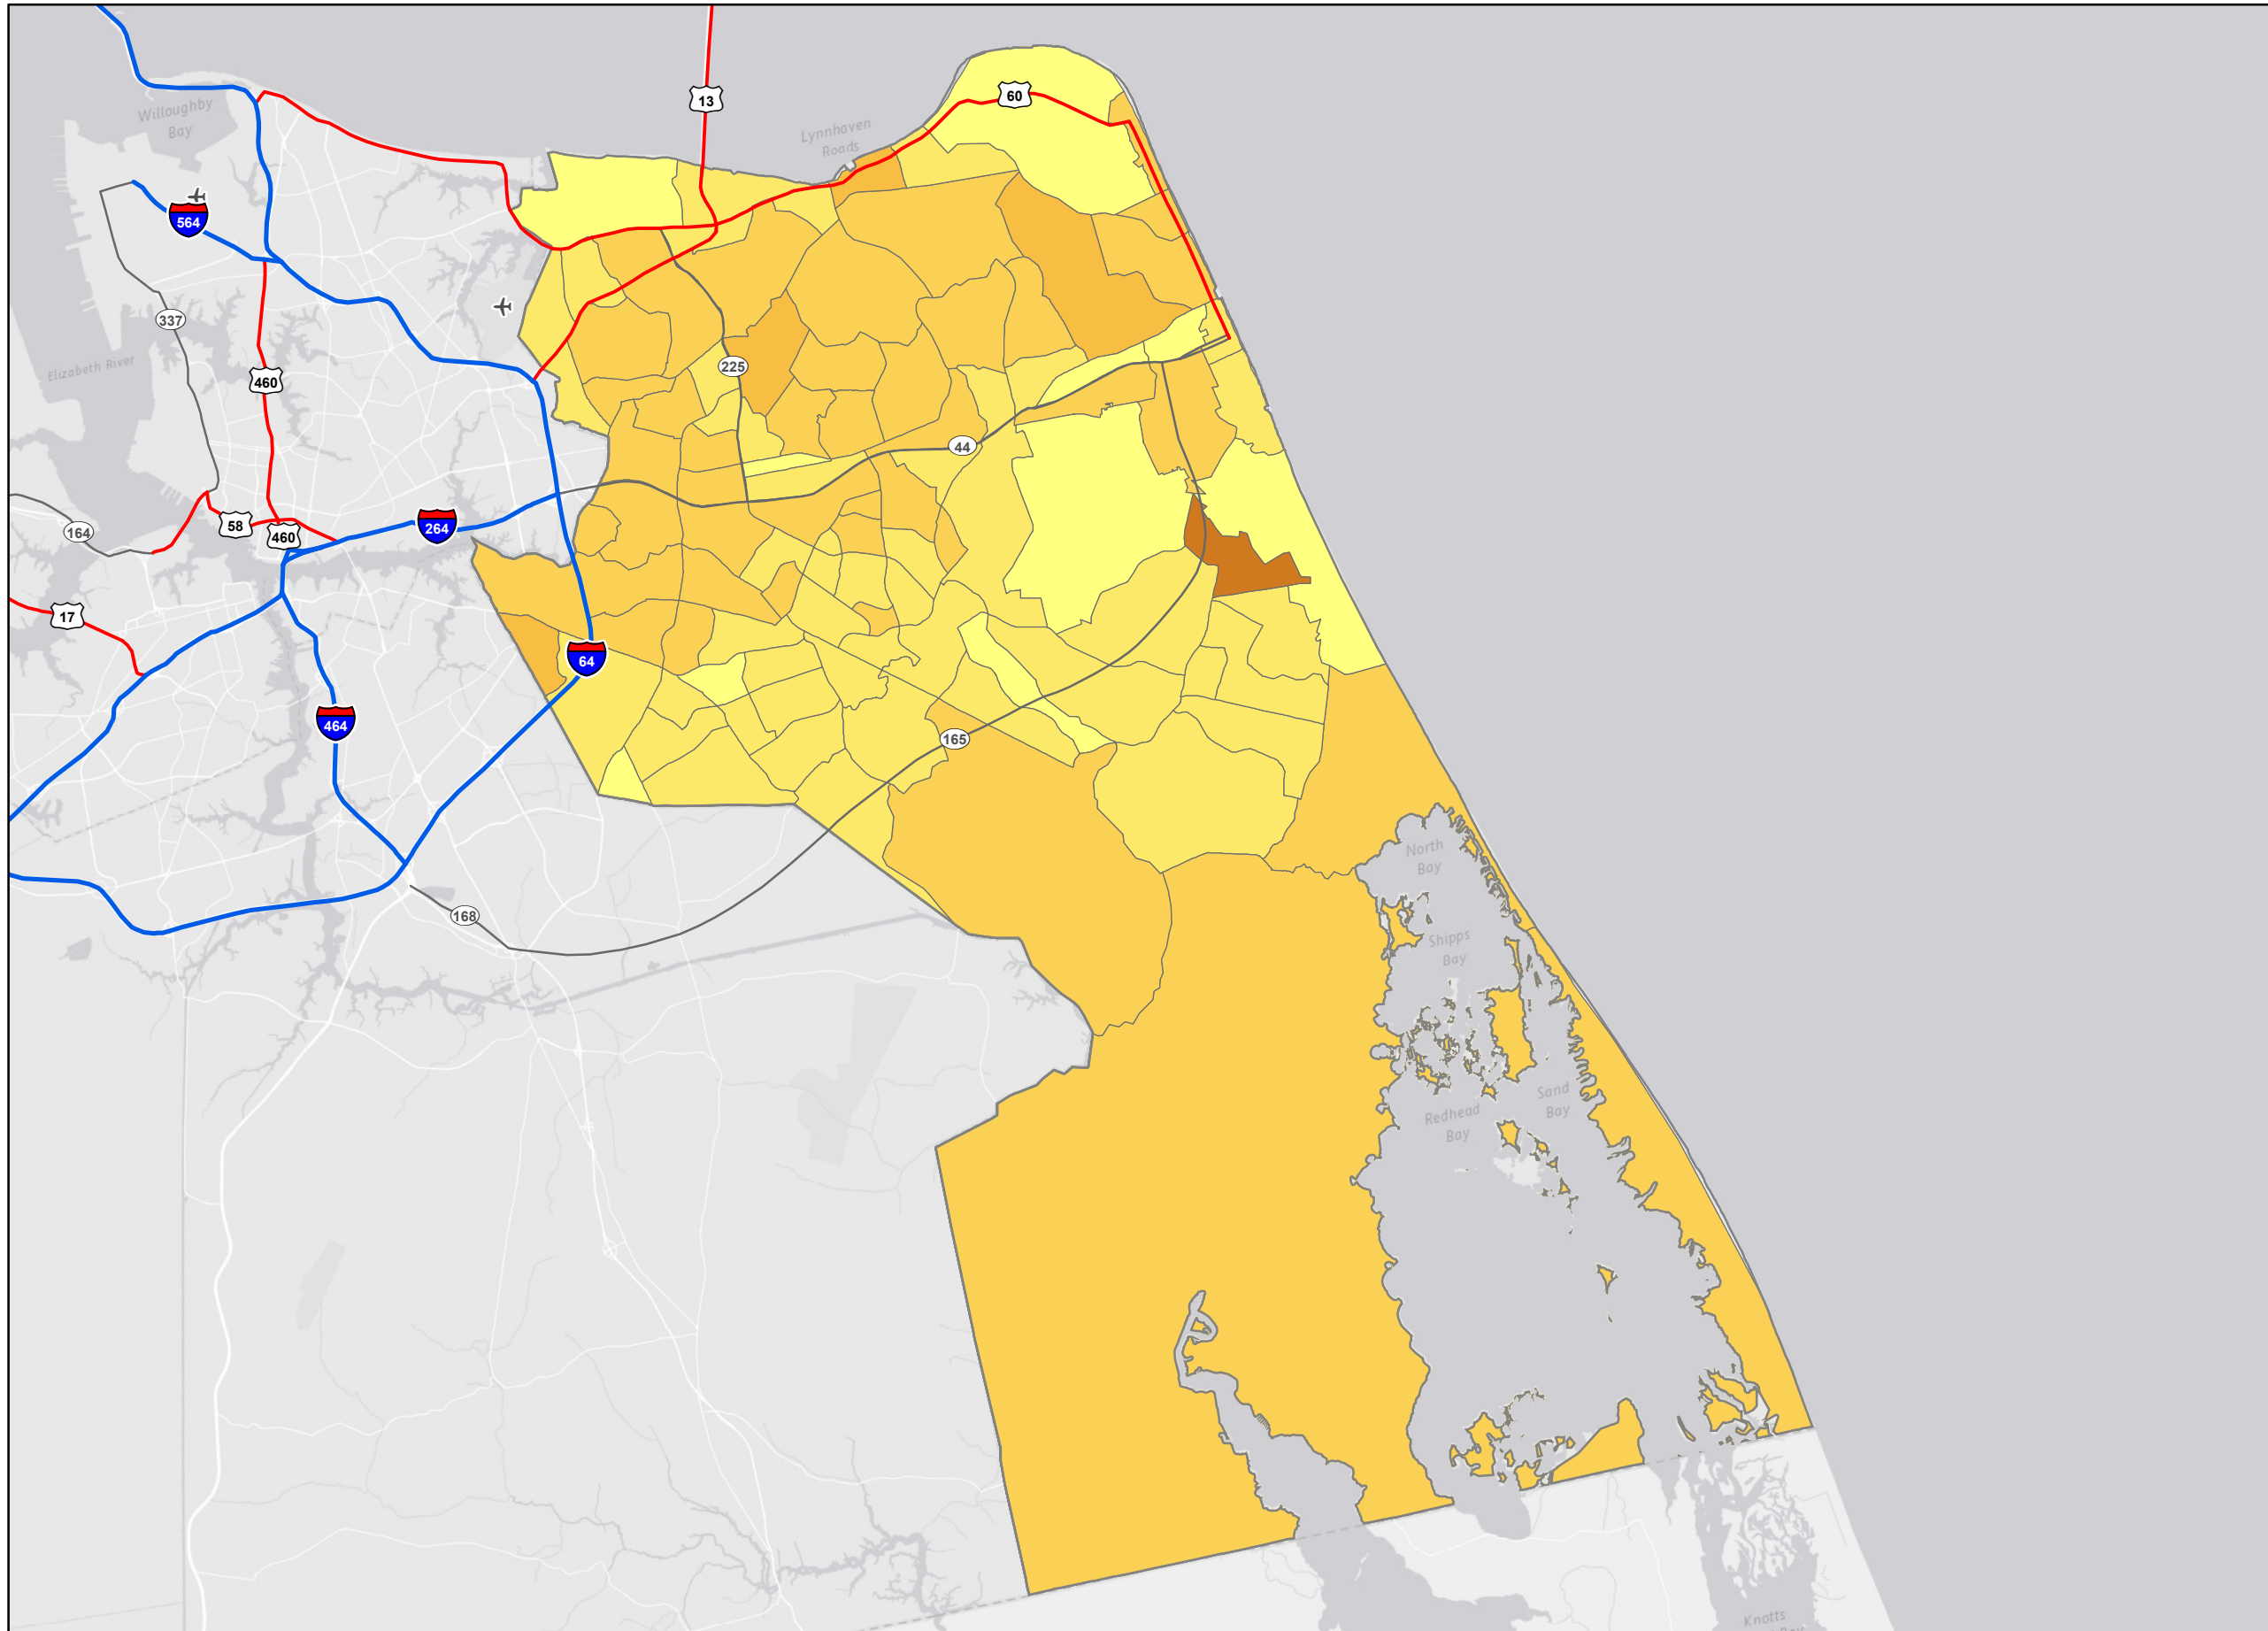 Willoughby
Bay
13
60
Lynnhaven
Roads
564
337
Elizabeth River
460
225
44
164
58
460
264
17
64
464
165
North
Bay
168
Shipps
Bay
Sand
Bay
Redhead
Bay
Knotts